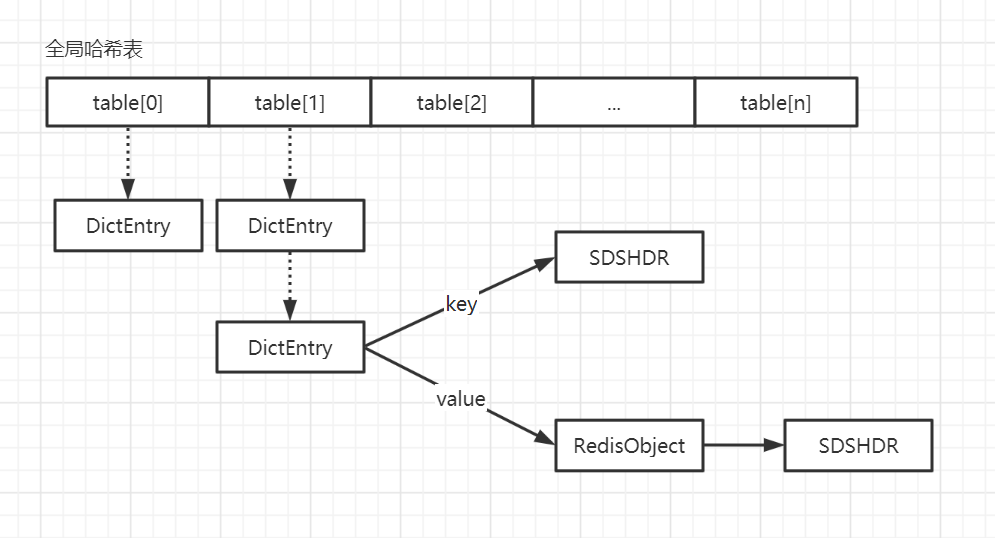 全局哈希表
table[0] table[1] table[2] ... table[n]
DictEntry DictEntry
SDSHDR
key
DictEntry
value
RedisObject SDSHDR